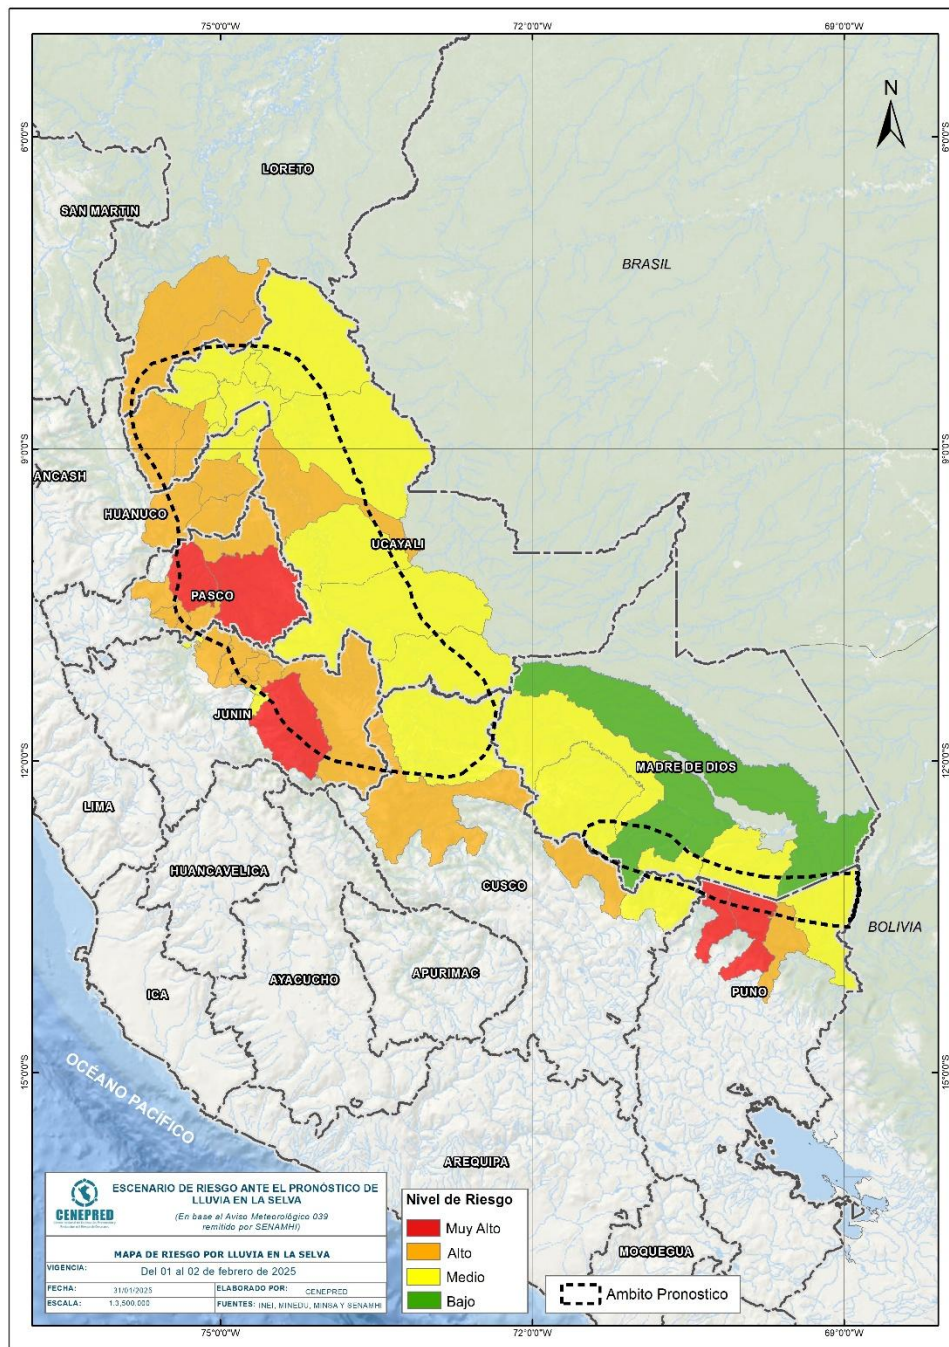 75°0'0"W 72°0'0"W 69°0'0"W
N
6°0'0"S 6°0'0"S
LORETO
SAN MARTIN
BRASIL
9°0'0"S 9°0'0"S
ANCASH
HUANUCO
UCAYALI
PASCO
JUNIN
12°0'0"S 12°0'0"S
MADRE DE DIOS
LIMA
HUANCAVELICA
CUSCO
BOLIVIA
AYACUCHO
APURIMAC
PUNO
ICA
15°0'0"S 15°0'0"S
OCÉANO PACÍFICO
AREQUIPA
MOQUEGUA
CENEPRED
ESCENARIO DE RIESGO ANTE EL PRONÓSTICO DE
LLUVIA EN LA SELVA
(En base al Aviso Meteorológico 039
remitido por SENAMHI)
MAPA DE RIESGO POR LLUVIA EN LA SELVA
VIGENCIA:
Del 01 al 02 de febrero de 2025
FECHA: 31/01/2025 ELABORADO POR: CENEPRED
ESCALA: 1:3,500,000 FUENTES: INEI, MINEDU, MINSA Y SENAMHI
Nivel de Riesgo
Muy Alto
Alto
Medio
Bajo
Ambito Pronostico
75°0'0"W 72°0'0"W 69°0'0"W